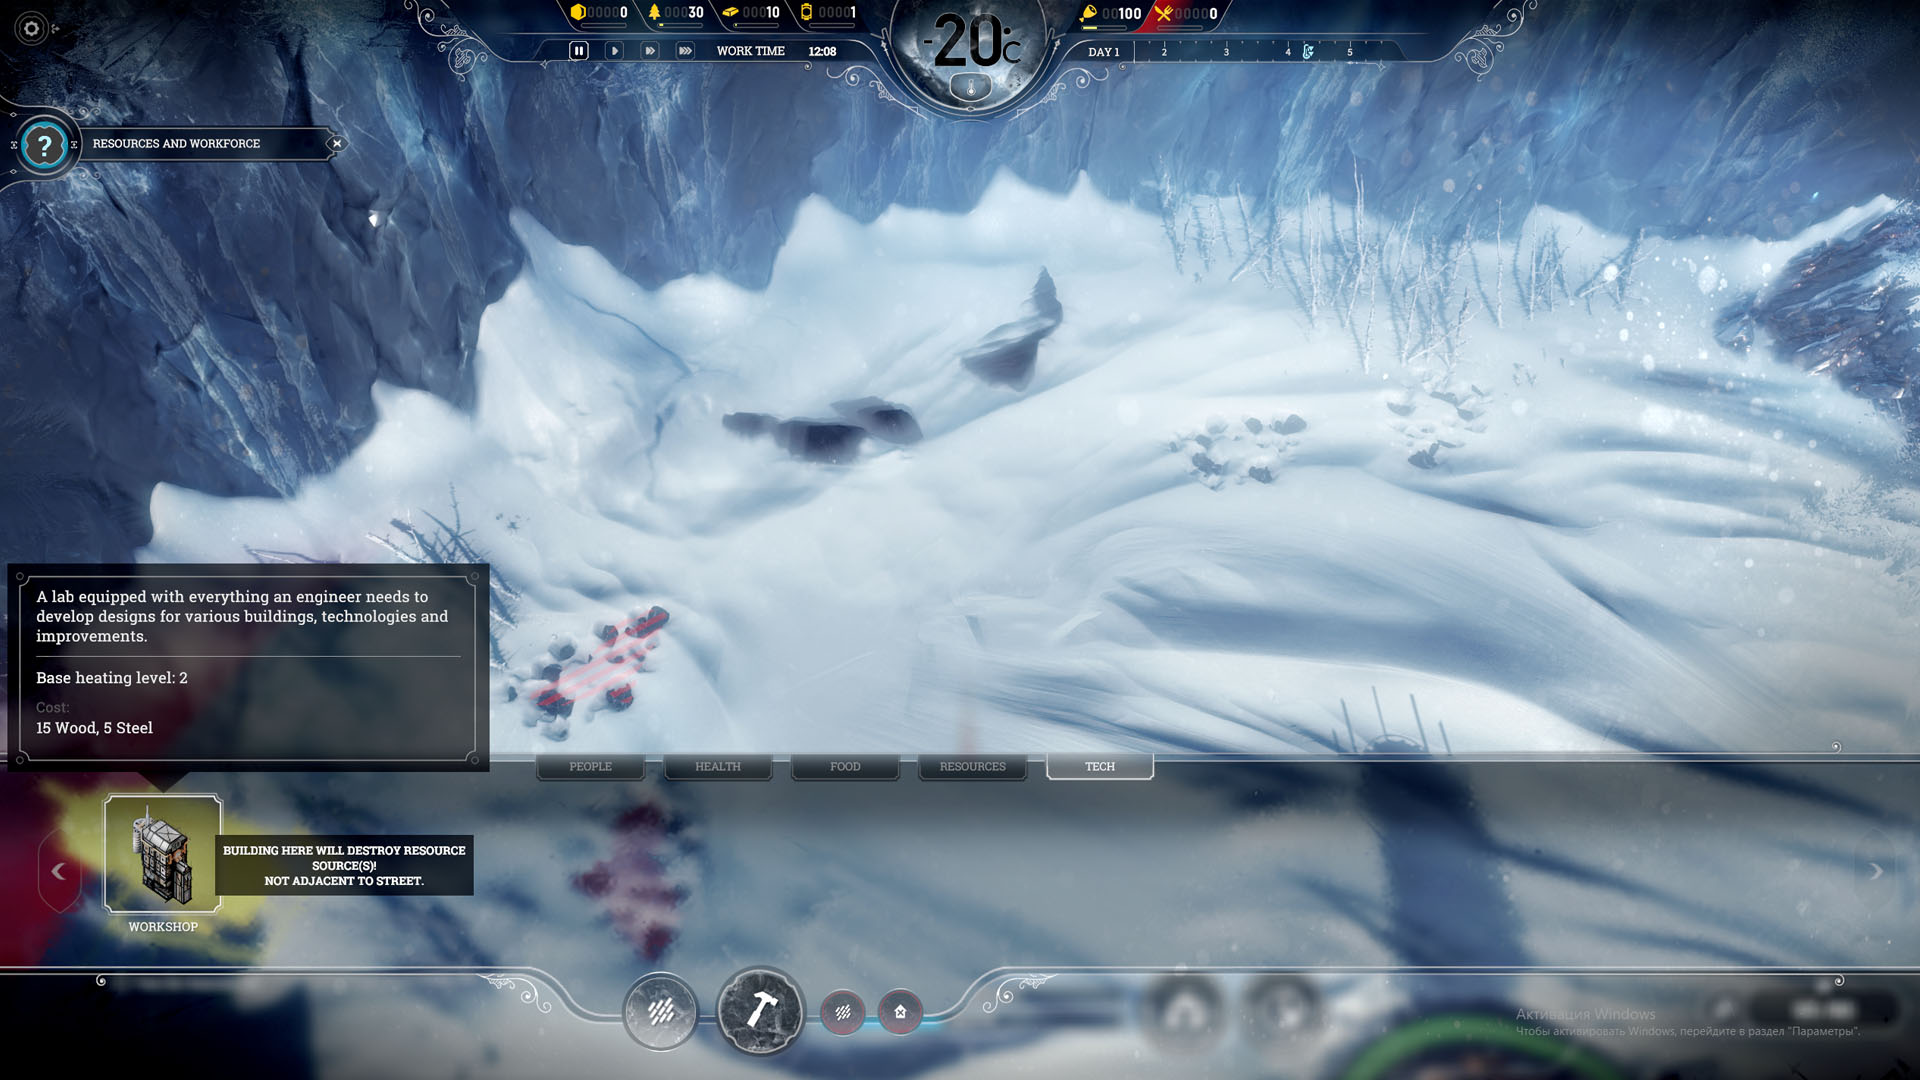 00000
00030
00010
00001
-20°C
00100
00000
WORK TIME 12:08
DAY 1 2 3 4 5
? RESOURCES AND WORKFORCE
A lab equipped with everything an engineer needs to
develop designs for various buildings, technologies and
improvements.
Base heating level: 2
Cost:
15 Wood, 5 Steel
PEOPLE
HEALTH
FOOD
RESOURCES
TECH
BUILDING HERE WILL DESTROY RESOURCE
SOURCE(S)!
NOT ADJACENT TO STREET.
WORKSHOP
Активация Windows
Чтобы активировать Windows, перейдите в раздел "Параметры".